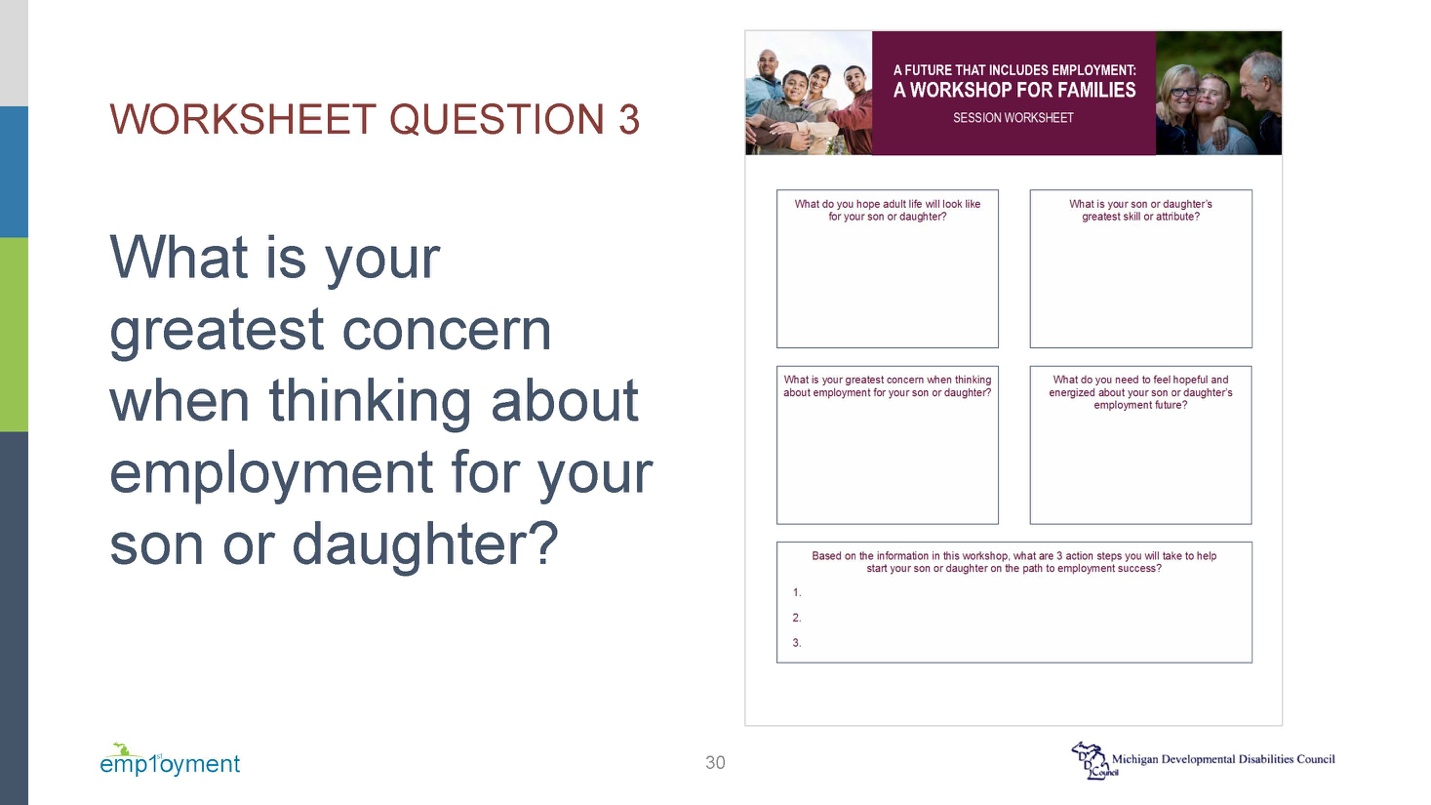 WORKSHEET QUESTION 3
What is your
greatest concern
when thinking about
employment for your
son or daughter?
A FUTURE THAT INCLUDES EMPLOYMENT:
A WORKSHOP FOR FAMILIES
SESSION WORKSHEET
What do you hope adult life will look like
for your son or daughter?
What is your son or daughter's
greatest skill or attribute?
What is your greatest concern when thinking
about employment for your son or daughter?
What do you need to feel hopeful and
energized about your son or daughter's
employment future?
Based on the information in this workshop, what are 3 action steps you will take to help
start your son or daughter on the path to employment success?
1.
2.
3.
emp1st oyment
30
DD Council
Michigan Developmental Disabilities Council